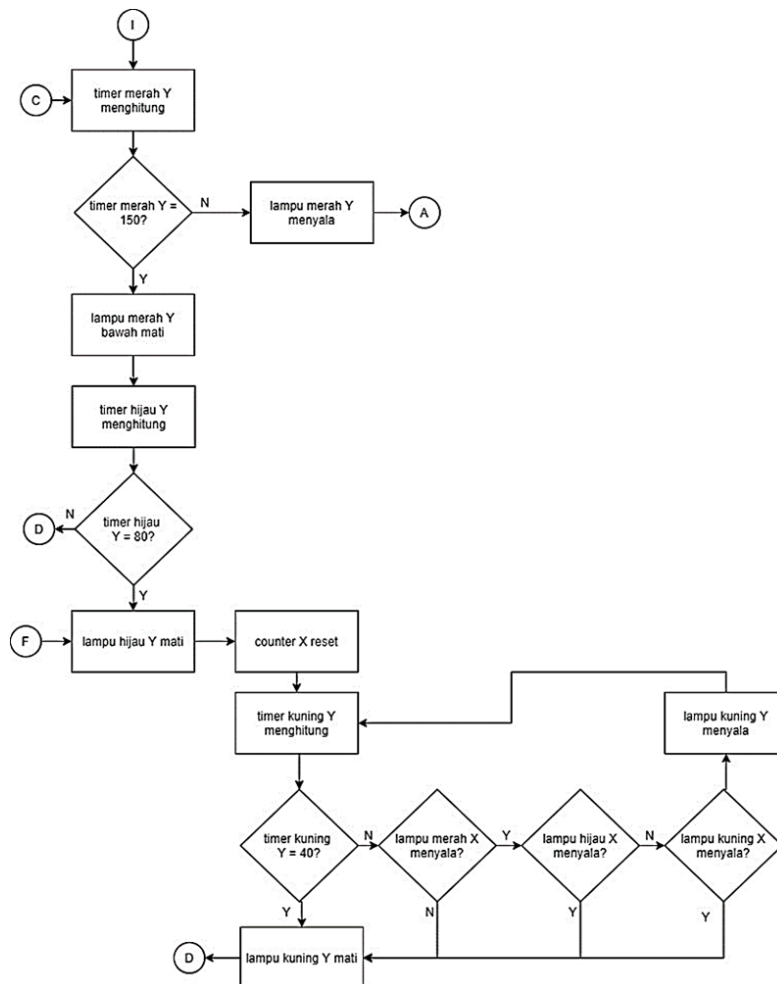 I
C
timer merah Y
menghitung
timer merah Y =
150?
N
lampu merah Y
menyala
A
Y
lampu merah Y
bawah mati
timer hijau Y
menghitung
N
D
timer hijau
Y = 80?
Y
F
lampu hijau Y mati
counter X reset
timer kuning Y
menghitung
lampu kuning Y
menyala
timer kuning
Y = 40?
N
lampu merah X
menyala?
Y
lampu hijau X
menyala?
N
lampu kuning X
menyala?
Y
N
Y
Y
D
lampu kuning Y mati